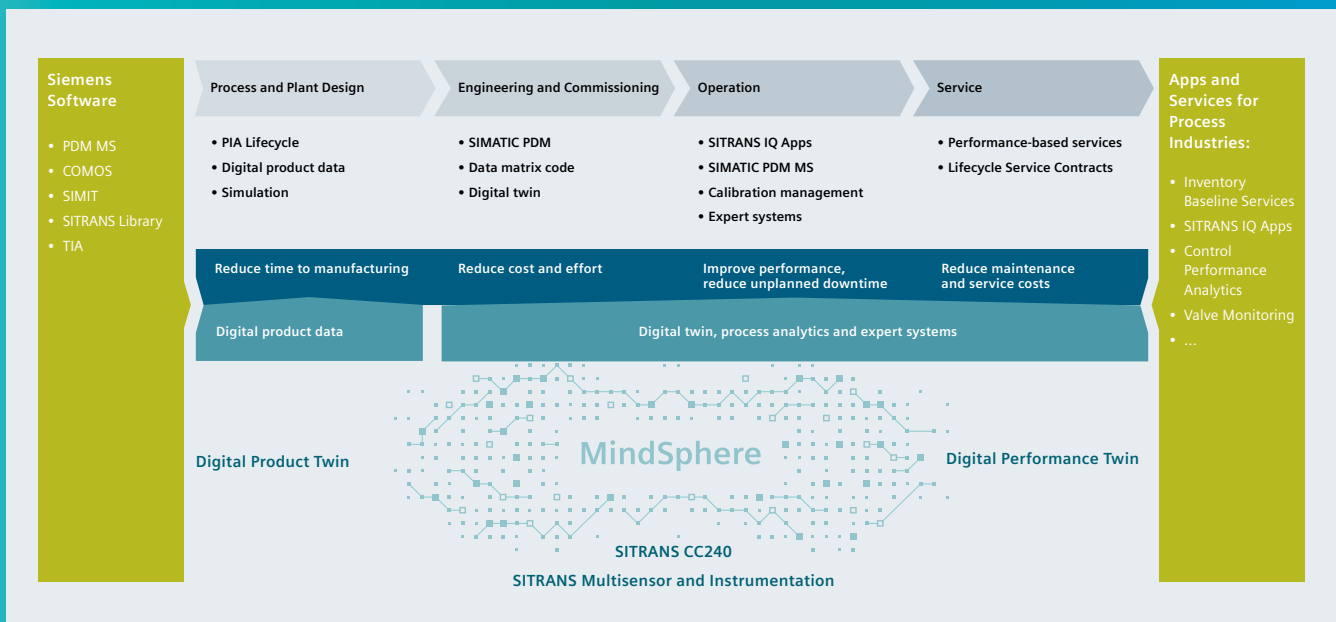 Siemens
Software
• PDM MS
• COMOS
• SIMIT
• SITRANS Library
• TIA
Process and Plant Design
• PIA Lifecycle
• Digital product data
• Simulation
Engineering and Commissioning
• SIMATIC PDM
• Data matrix code
• Digital twin
Operation
• SITRANS IQ Apps
• SIMATIC PDM MS
• Calibration management
• Expert systems
Service
• Performance-based services
• Lifecycle Service Contracts
Reduce time to manufacturing
Reduce cost and effort
Improve performance,
reduce unplanned downtime
Reduce maintenance
and service costs
Digital product data
Digital twin, process analytics and expert systems
Digital Product Twin
MindSphere
Digital Performance Twin
SITRANS CC240
SITRANS Multisensor and Instrumentation
Apps and
Services for
Process
Industries:
• Inventory
Baseline Services
• SITRANS IQ Apps
• Control
Performance
Analytics
• Valve Monitoring
• ...